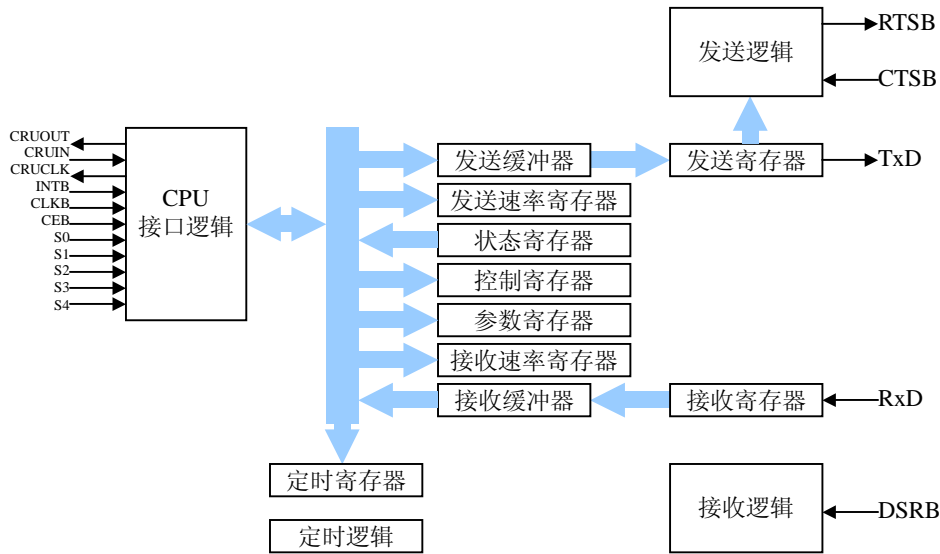 发送逻辑
RTSB
CTSB
CRUOUT
CRUIN
CRUCLK
INTB
CLKB
CEB
S0
S1
S2
S3
S4
CPU
接口逻辑
发送缓冲器
发送寄存器
TxD
发送速率寄存器
状态寄存器
控制寄存器
参数寄存器
接收速率寄存器
接收缓冲器
接收寄存器
RxD
定时寄存器
定时逻辑
接收逻辑
DSRB